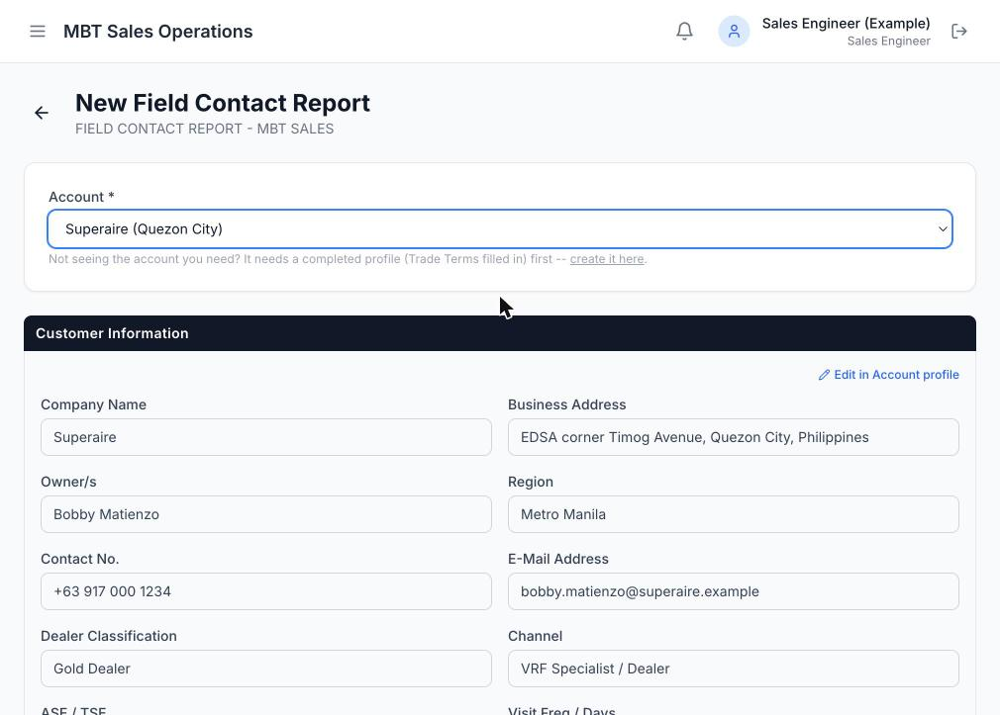 MBT Sales Operations
Sales Engineer (Example)
Sales Engineer
New Field Contact Report
FIELD CONTACT REPORT - MBT SALES
Account *
Superaire (Quezon City)
Not seeing the account you need? It needs a completed profile (Trade Terms filled in) first -- create it here.
Customer Information
Edit in Account profile
Company Name
Business Address
Superaire
EDSA corner Timog Avenue, Quezon City, Philippines
Owner/s
Region
Bobby Matienzo
Metro Manila
Contact No.
E-Mail Address
+63 917 000 1234
bobby.matienzo@superaire.example
Dealer Classification
Channel
Gold Dealer
VRF Specialist / Dealer
ASE / TSE
Visit Freq / Days